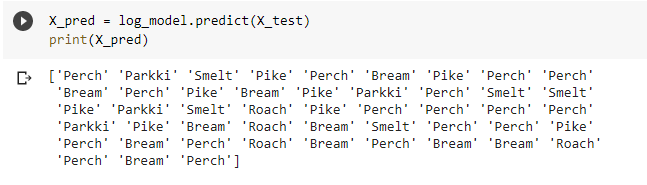 X_pred = log_model.predict(X_test)
print(X_pred)
['Perch' 'Parkki' 'Smelt' 'Pike' 'Perch' 'Bream' 'Pike' 'Perch' 'Perch'
'Bream' 'Perch' 'Pike' 'Bream' 'Pike' 'Parkki' 'Perch' 'Smelt' 'Smelt'
'Pike' 'Parkki' 'Smelt' 'Roach' 'Pike' 'Perch' 'Perch' 'Perch' 'Perch'
'Parkki' 'Pike' 'Bream' 'Roach' 'Bream' 'Smelt' 'Perch' 'Perch' 'Pike'
'Perch' 'Bream' 'Perch' 'Roach' 'Bream' 'Perch' 'Bream' 'Bream' 'Roach'
'Perch' 'Bream' 'Perch']